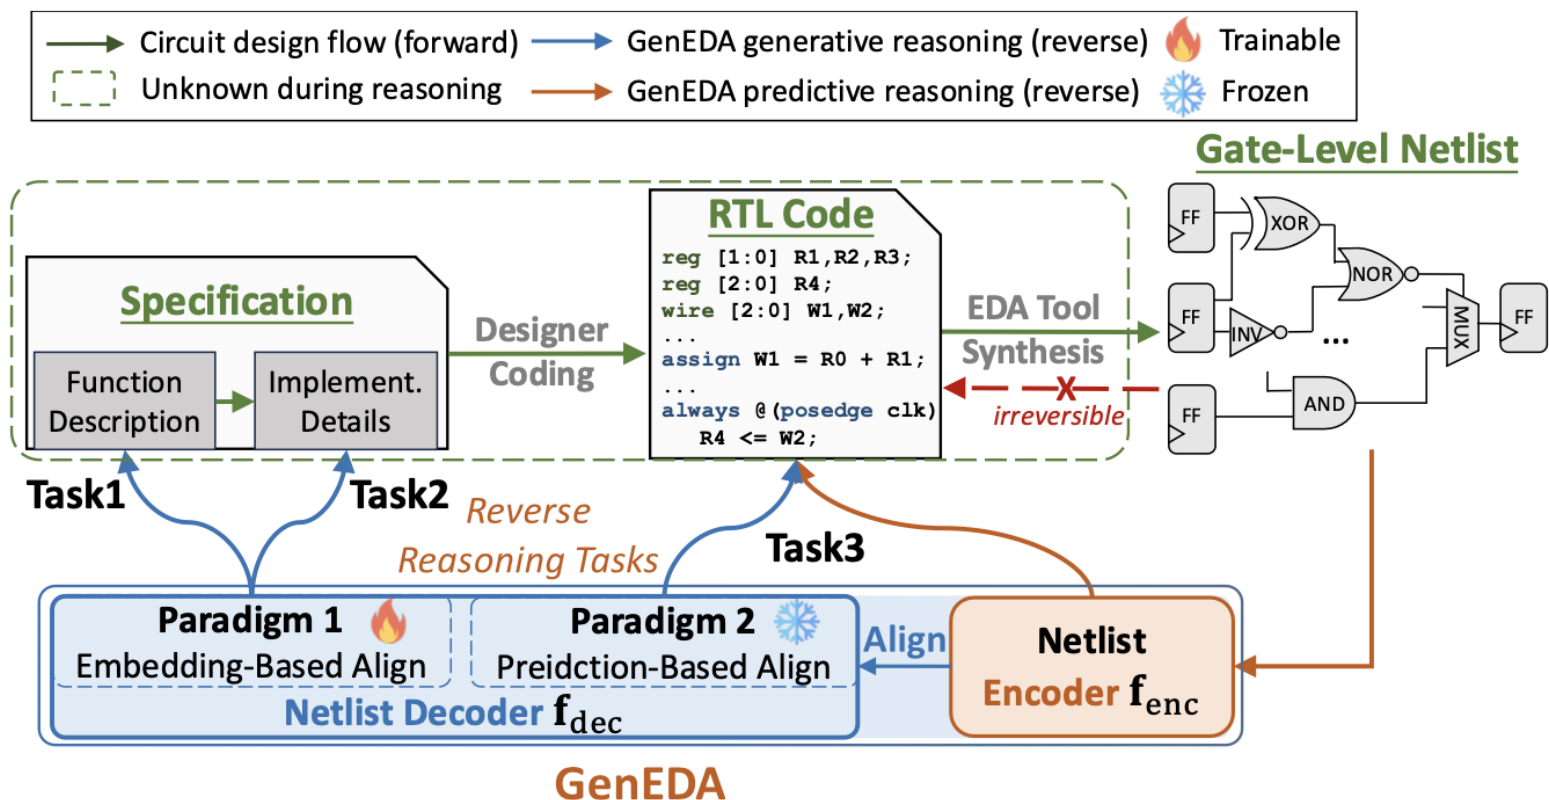 Circuit design flow (forward)
GenEDA generative reasoning (reverse)
Trainable
Unknown during reasoning
GenEDA predictive reasoning (reverse)
Frozen
Gate-Level Netlist
Specification
Function
Description
Implement.
Details
Designer
Coding
RTL Code
reg [1:0] R1,R2,R3;
reg [2:0] R4;
wire [2:0] W1,W2;
...
assign W1 = R0 + R1;
...
always @(posedge clk)
R4 <= W2;
EDA Tool
Synthesis
X
irreversible
FF
XOR
NOR
FF
INV
...
MUX
FF
FF
AND
Task1
Task2
Reverse
Reasoning Tasks
Task3
Paradigm 1
Embedding-Based Align
Paradigm 2
Preidction-Based Align
Netlist Decoder fdec
Align
Netlist
Encoder fenc
GenEDA